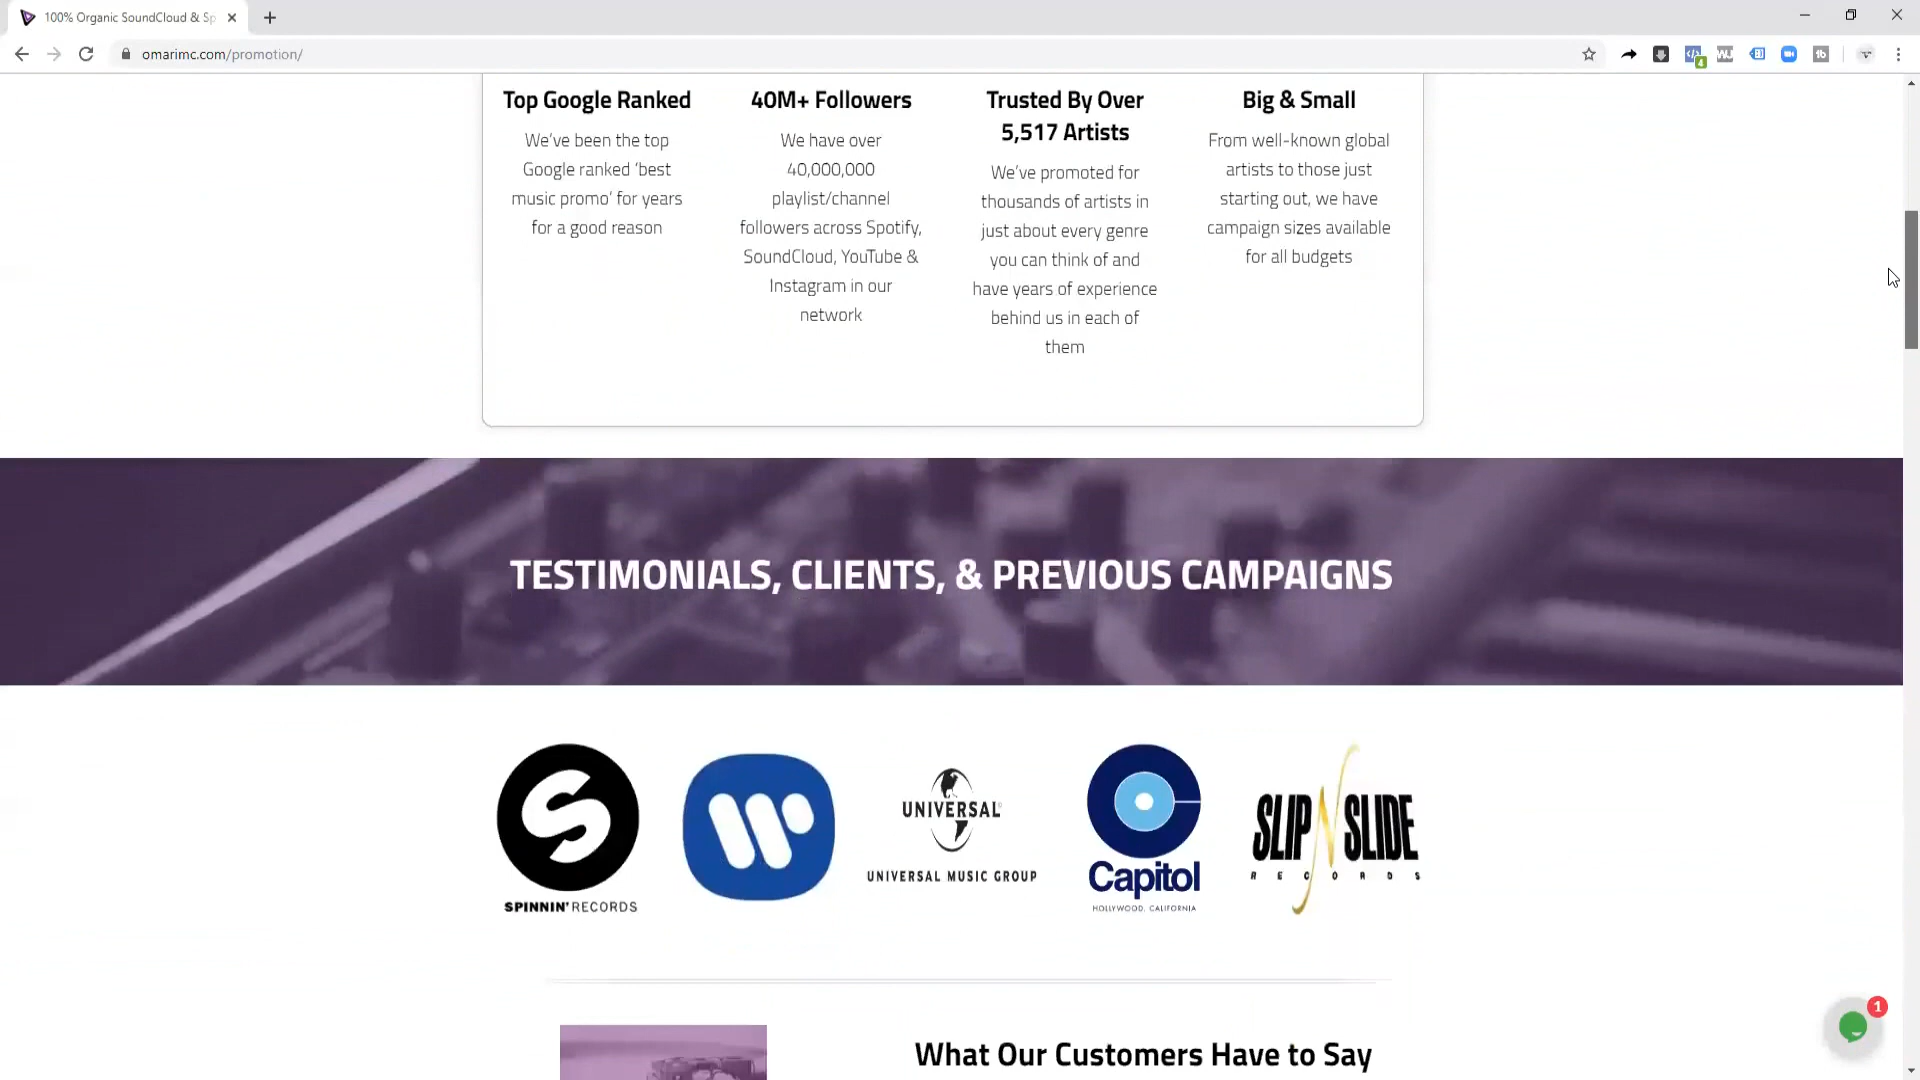 100% Organic SoundCloud & Sp
omarimc.com/promotion/
4
Top Google Ranked
We've been the top
Google ranked ‘best
music promo’ for years
for a good reason
40M+ Followers
We have over
40,000,000
playlist/channel
followers across Spotify,
SoundCloud, YouTube &
Instagram in our
network
Trusted By Over
5,517 Artists
We've promoted for
thousands of artists in
just about every genre
you can think of and
have years of experience
behind us in each of
them
Big & Small
From well-known global
artists to those just
starting out, we have
campaign sizes available
for all budgets
TESTIMONIALS, CLIENTS, & PREVIOUS CAMPAIGNS
SPINNIN' RECORDS
UNIVERSAL
UNIVERSAL MUSIC GROUP
Capitol
HOLLYWOOD, CALIFORNIA
SLIP N SLIDE
RECORDS
1
What Our Customers Have to Say